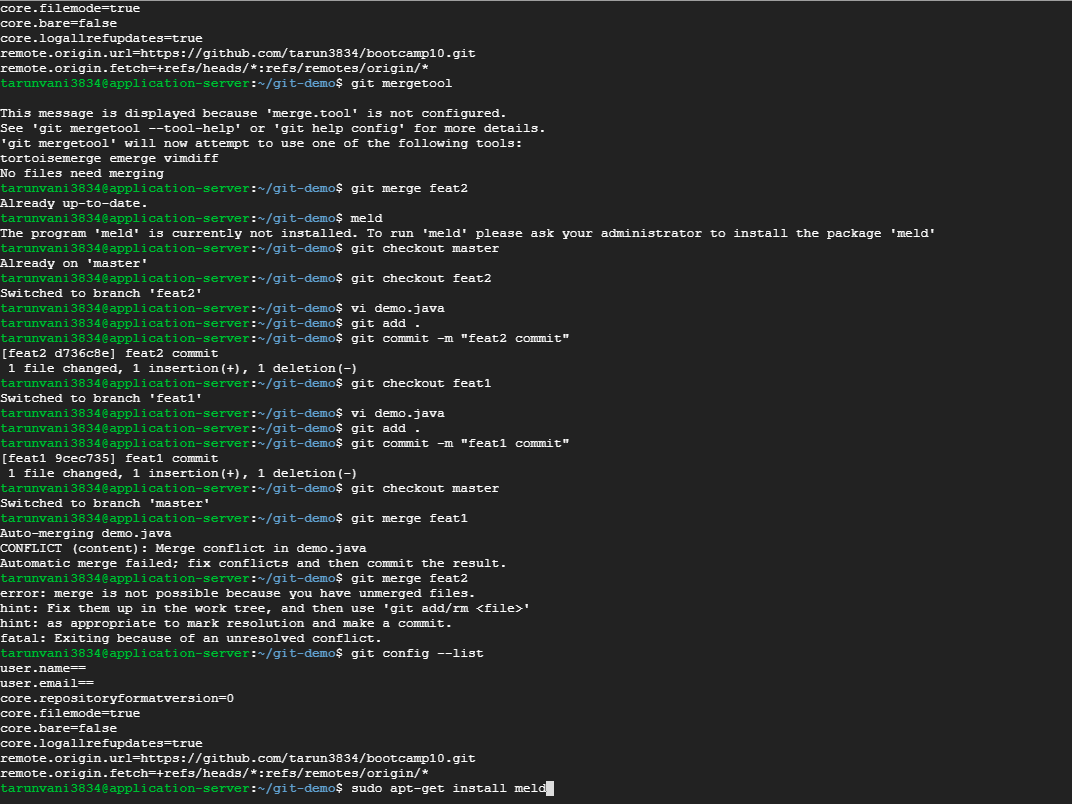 core.filemode=true
core.bare=false
core.logallrefupdates=true
remote.origin.url=https://github.com/tarun3834/bootcamp10.git
remote.origin.fetch=+refs/heads/*:refs/remotes/origin/*
tarunvani3834@application-server:~/git-demo$ git mergetool

This message is displayed because 'merge.tool' is not configured.
See 'git mergetool --tool-help' or 'git help config' for more details.
'git mergetool' will now attempt to use one of the following tools:
tortoisemerge emerge vimdiff
No files need merging
tarunvani3834@application-server:~/git-demo$ git merge feat2
Already up-to-date.
tarunvani3834@application-server:~/git-demo$ meld
The program 'meld' is currently not installed. To run 'meld' please ask your administrator to install the package 'meld'
tarunvani3834@application-server:~/git-demo$ git checkout master
Already on 'master'
tarunvani3834@application-server:~/git-demo$ git checkout feat2
Switched to branch 'feat2'
tarunvani3834@application-server:~/git-demo$ vi demo.java
tarunvani3834@application-server:~/git-demo$ git add .
tarunvani3834@application-server:~/git-demo$ git commit -m "feat2 commit"
[feat2 d736c8e] feat2 commit
 1 file changed, 1 insertion(+), 1 deletion(-)
tarunvani3834@application-server:~/git-demo$ git checkout feat1
Switched to branch 'feat1'
tarunvani3834@application-server:~/git-demo$ vi demo.java
tarunvani3834@application-server:~/git-demo$ git add .
tarunvani3834@application-server:~/git-demo$ git commit -m "feat1 commit"
[feat1 9cec735] feat1 commit
 1 file changed, 1 insertion(+), 1 deletion(-)
tarunvani3834@application-server:~/git-demo$ git checkout master
Switched to branch 'master'
tarunvani3834@application-server:~/git-demo$ git merge feat1
Auto-merging demo.java
CONFLICT (content): Merge conflict in demo.java
Automatic merge failed; fix conflicts and then commit the result.
tarunvani3834@application-server:~/git-demo$ git merge feat2
error: merge is not possible because you have unmerged files.
hint: Fix them up in the work tree, and then use 'git add/rm <file>'
hint: as appropriate to mark resolution and make a commit.
fatal: Exiting because of an unresolved conflict.
tarunvani3834@application-server:~/git-demo$ git config --list
user.name==
user.email==
core.repositoryformatversion=0
core.filemode=true
core.bare=false
core.logallrefupdates=true
remote.origin.url=https://github.com/tarun3834/bootcamp10.git
remote.origin.fetch=+refs/heads/*:refs/remotes/origin/*
tarunvani3834@application-server:~/git-demo$ sudo apt-get install meld